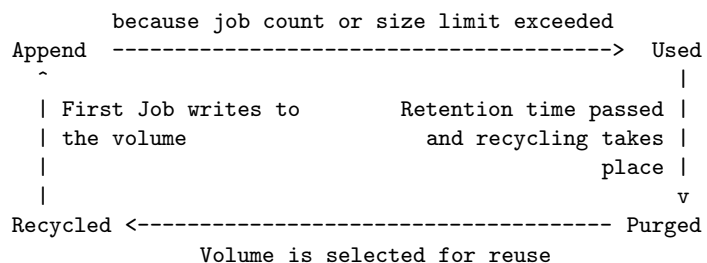 because job count or size limit exceeded
Append ----------------------------------------> Used
^ |
| First Job writes to Retention time passed |
| the volume and recycling takes |
| place |
| v
Recycled <-------------------------------------- Purged
Volume is selected for reuse